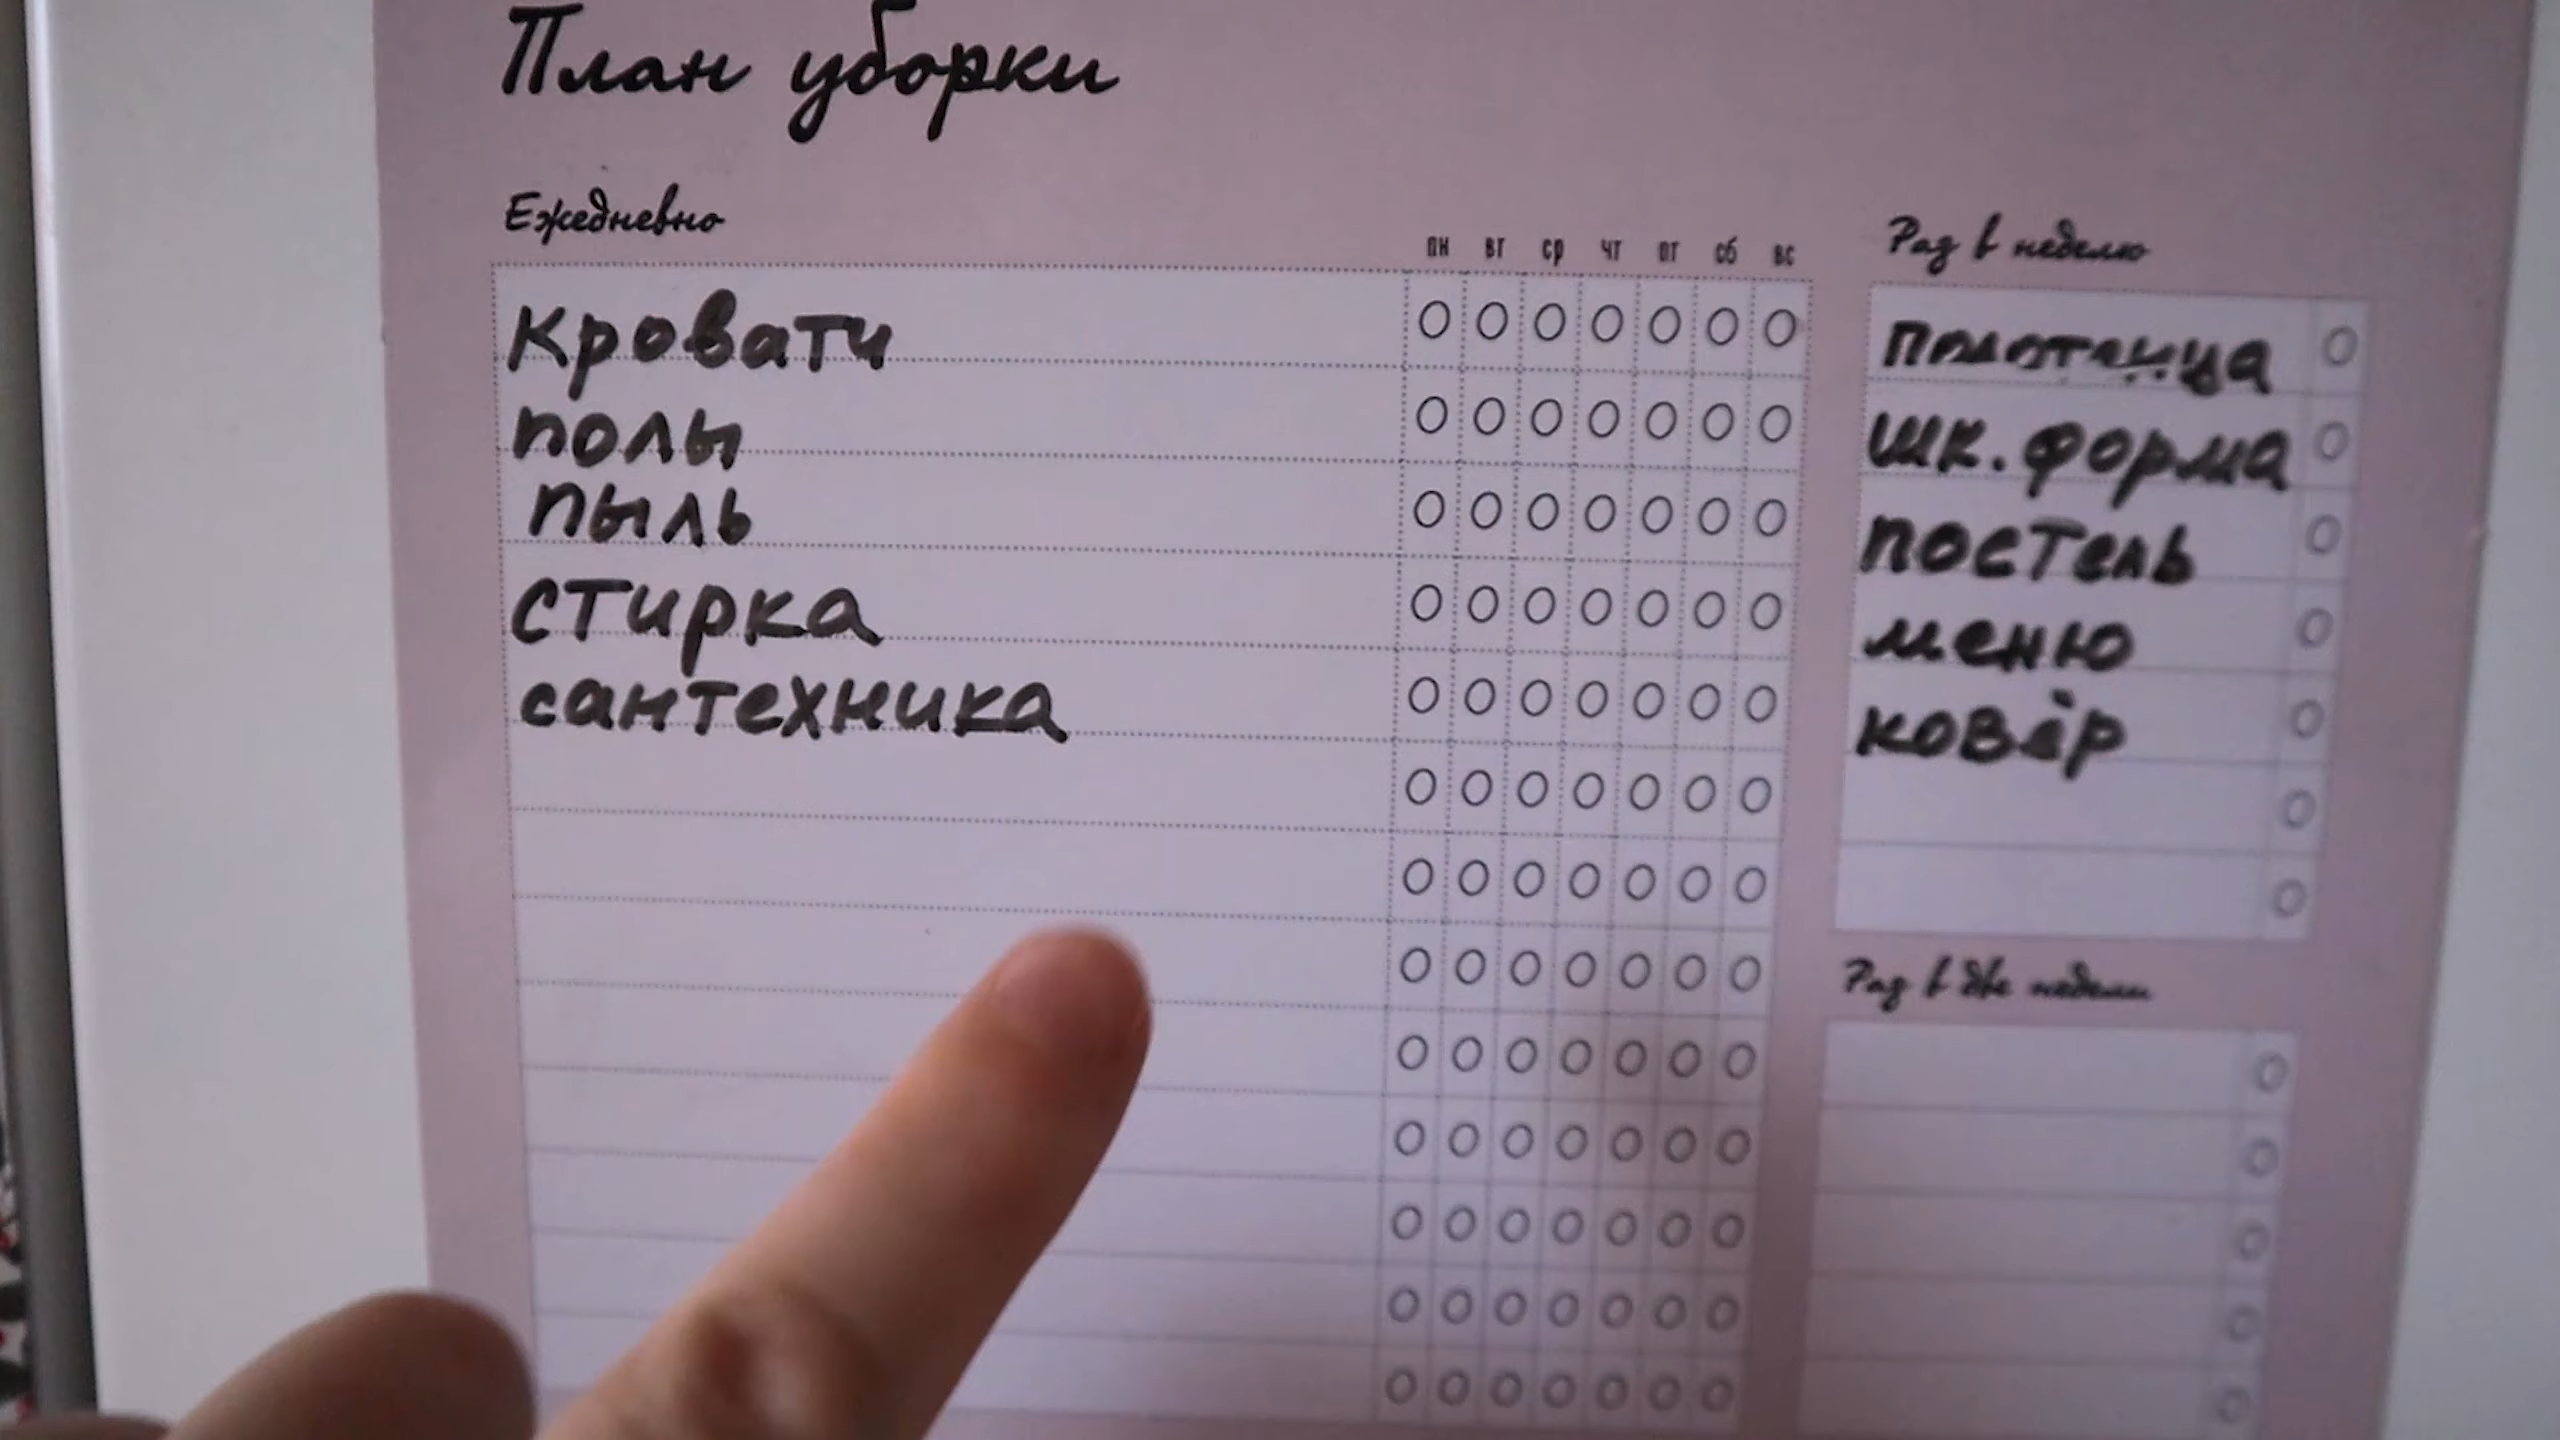 План уборки
Ежедневно
пн вт ср чт пт сб вс
кровати
полы
пыль
стирка
сантехника
Раз в неделю
полотенца
шк. форма
постель
меню
ковёр
Раз в две недели